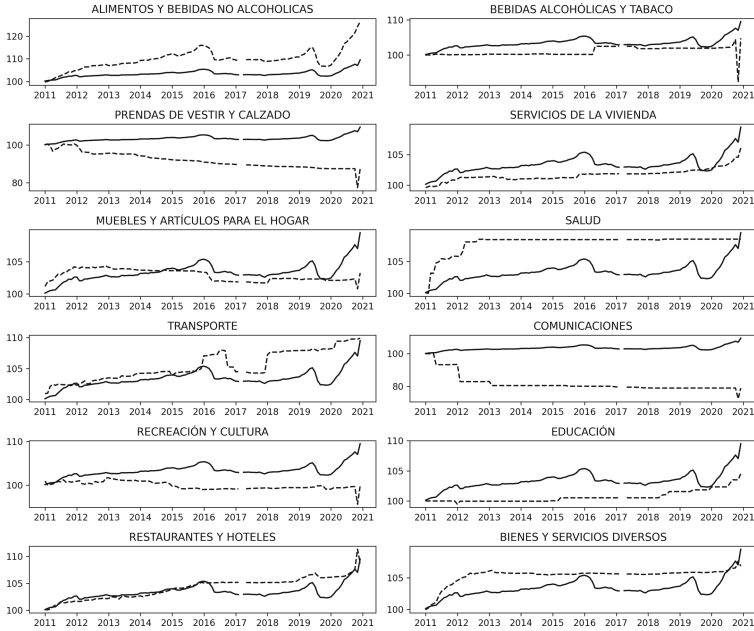 ALIMENTOS Y BEBIDAS NO ALCOHOLICAS
120
110
100
2011 2012 2013 2014 2015 2016 2017 2018 2019 2020 2021
BEBIDAS ALCOHÓLICAS Y TABACO
110
100
2011 2012 2013 2014 2015 2016 2017 2018 2019 2020 2021
PRENDAS DE VESTIR Y CALZADO
100
80
2011 2012 2013 2014 2015 2016 2017 2018 2019 2020 2021
SERVICIOS DE LA VIVIENDA
105
100
2011 2012 2013 2014 2015 2016 2017 2018 2019 2020 2021
MUEBLES Y ARTÍCULOS PARA EL HOGAR
105
100
2011 2012 2013 2014 2015 2016 2017 2018 2019 2020 2021
SALUD
105
100
2011 2012 2013 2014 2015 2016 2017 2018 2019 2020 2021
TRANSPORTE
110
105
100
2011 2012 2013 2014 2015 2016 2017 2018 2019 2020 2021
COMUNICACIONES
100
80
2011 2012 2013 2014 2015 2016 2017 2018 2019 2020 2021
RECREACIÓN Y CULTURA
110
100
2011 2012 2013 2014 2015 2016 2017 2018 2019 2020 2021
EDUCACIÓN
110
105
100
2011 2012 2013 2014 2015 2016 2017 2018 2019 2020 2021
RESTAURANTES Y HOTELES
110
105
100
2011 2012 2013 2014 2015 2016 2017 2018 2019 2020 2021
BIENES Y SERVICIOS DIVERSOS
105
100
2011 2012 2013 2014 2015 2016 2017 2018 2019 2020 2021